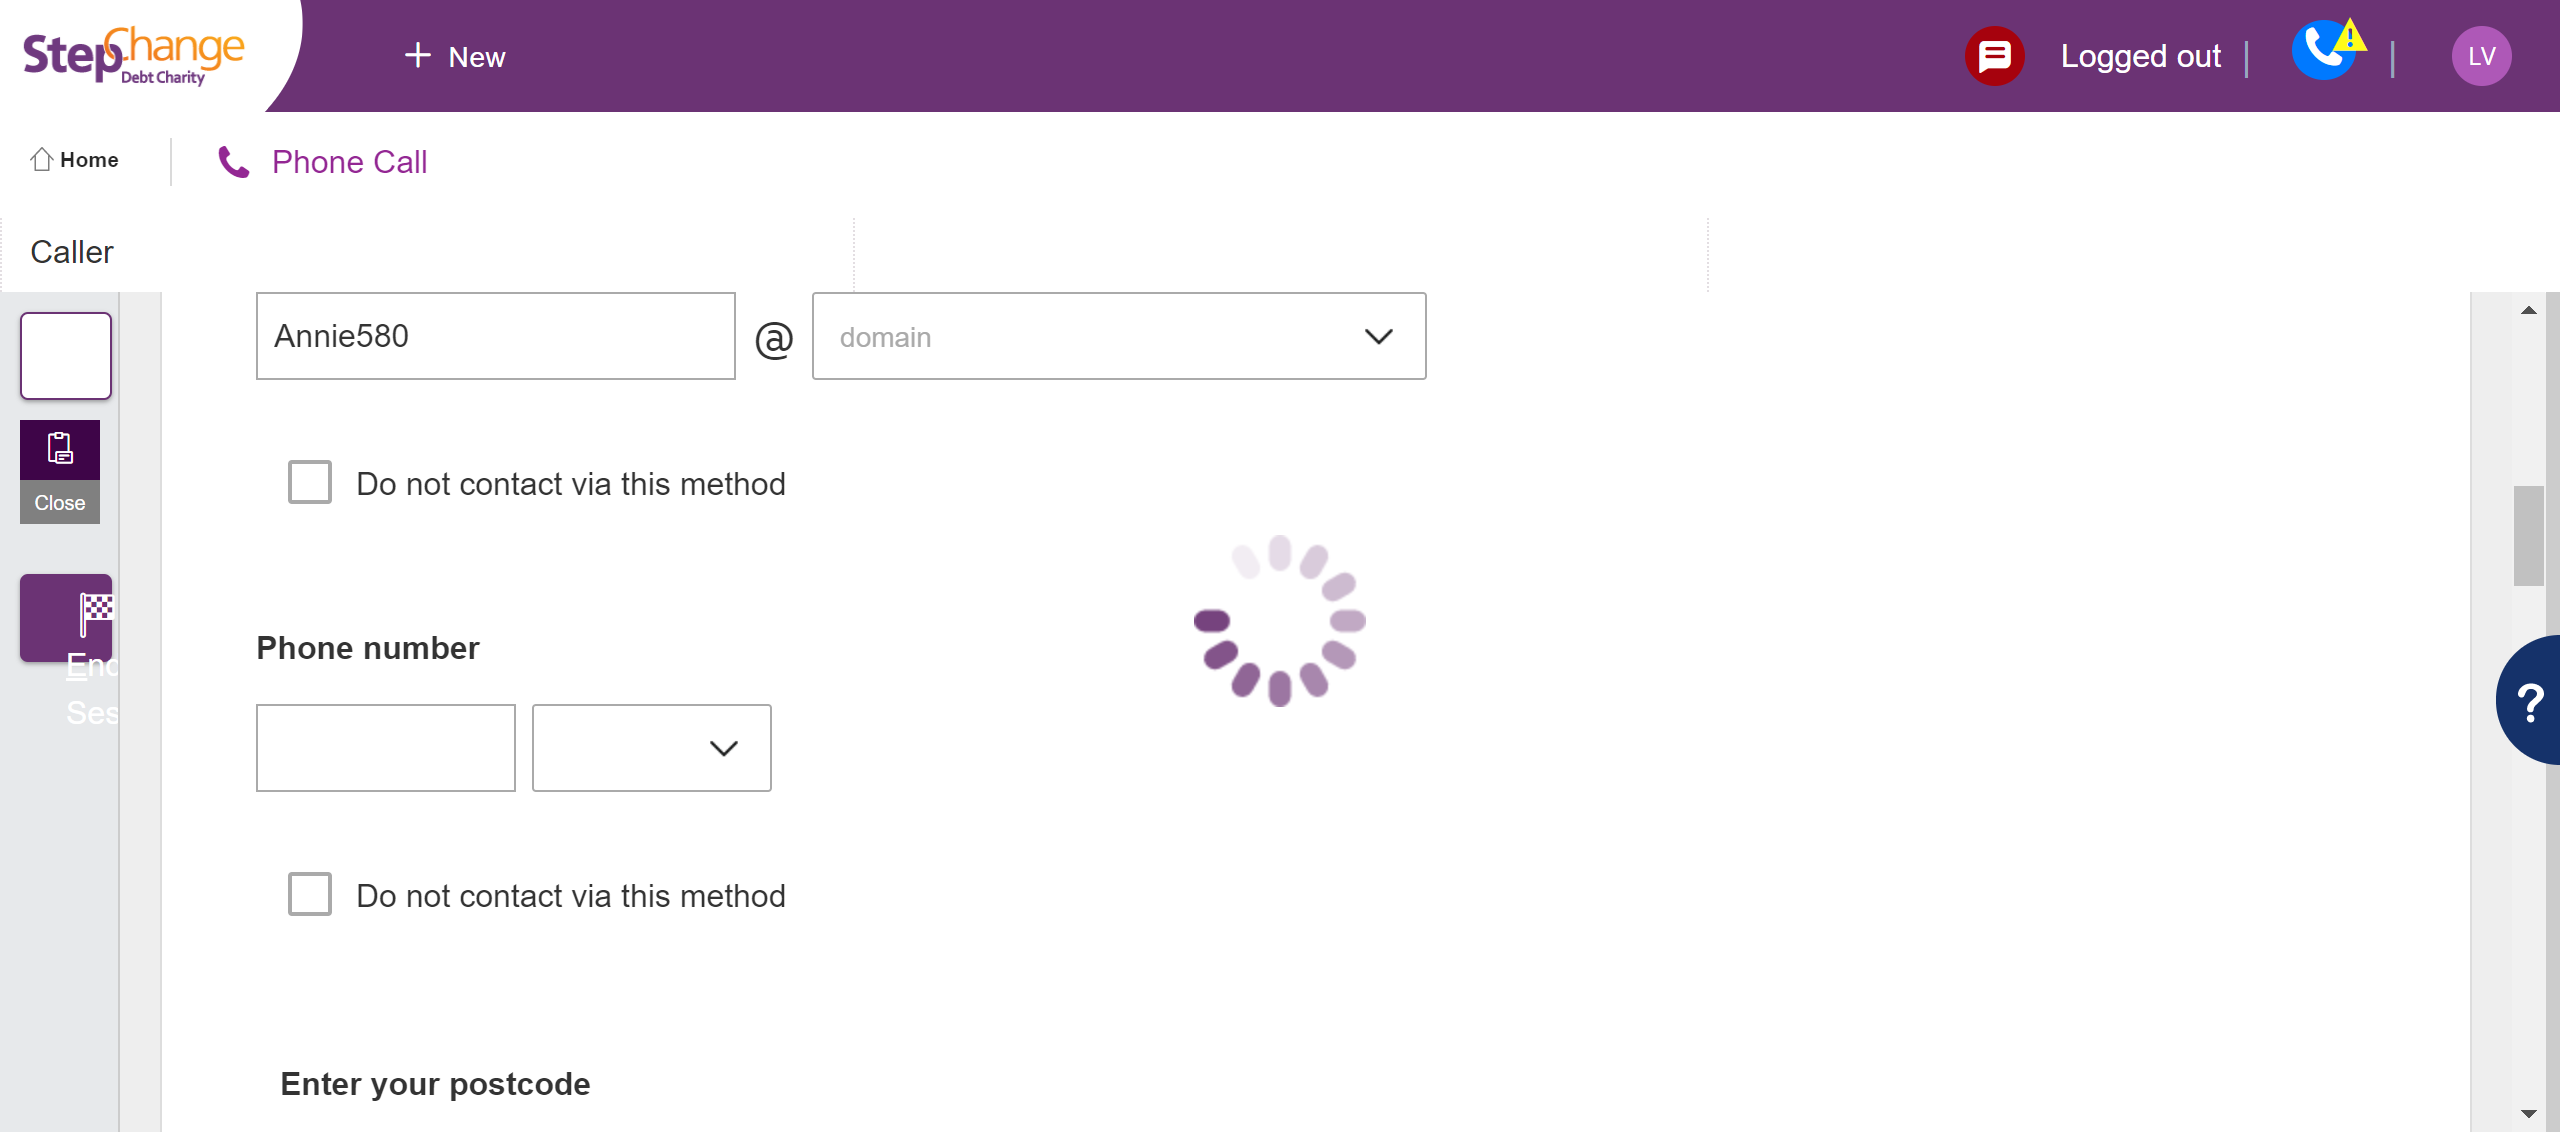 StepChange
Debt Charity
+ New
Logged out
LV
Home
Phone Call
Caller
Annie580
@
domain
Do not contact via this method
Close
End
Ses
Phone number
?
Do not contact via this method
Enter your postcode